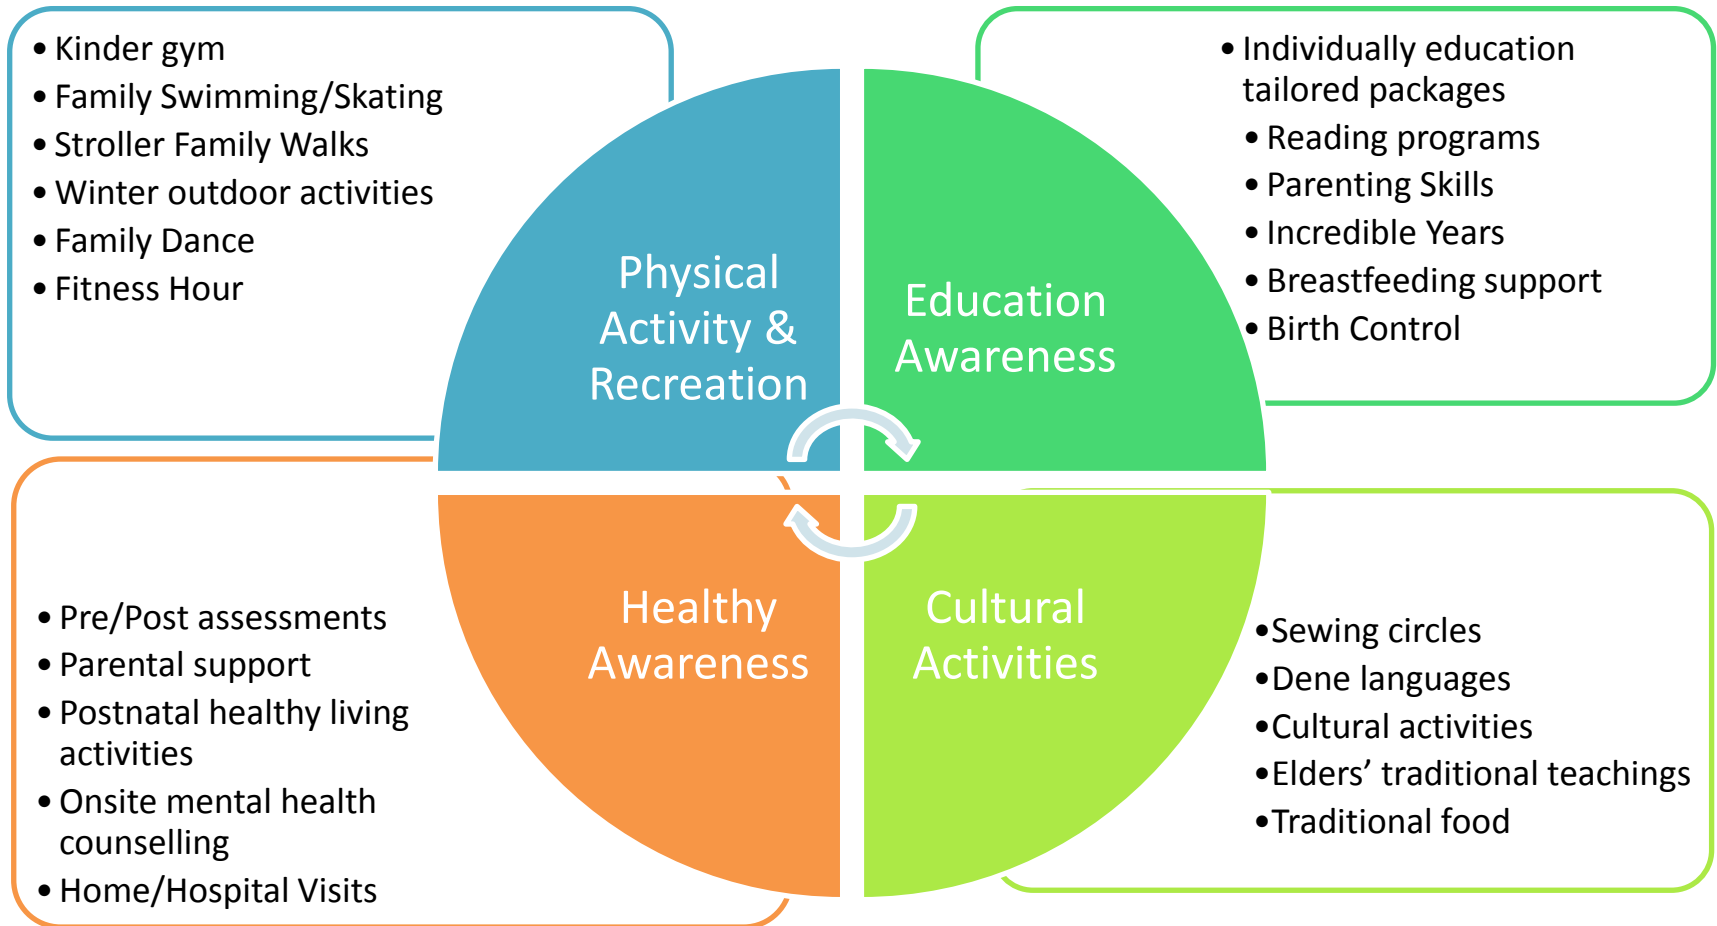 • Kinder gym
• Family Swimming/Skating
• Stroller Family Walks
• Winter outdoor activities
• Family Dance
• Fitness Hour
Physical
Activity &
Recreation
• Individually education
tailored packages
• Reading programs
• Parenting Skills
• Incredible Years
• Breastfeeding support
• Birth Control
Education
Awareness
• Pre/Post assessments
• Parental support
• Postnatal healthy living
activities
• Onsite mental health
counselling
• Home/Hospital Visits
Healthy
Awareness
Cultural
Activities
•Sewing circles
•Dene languages
•Cultural activities
•Elders’ traditional teachings
•Traditional food